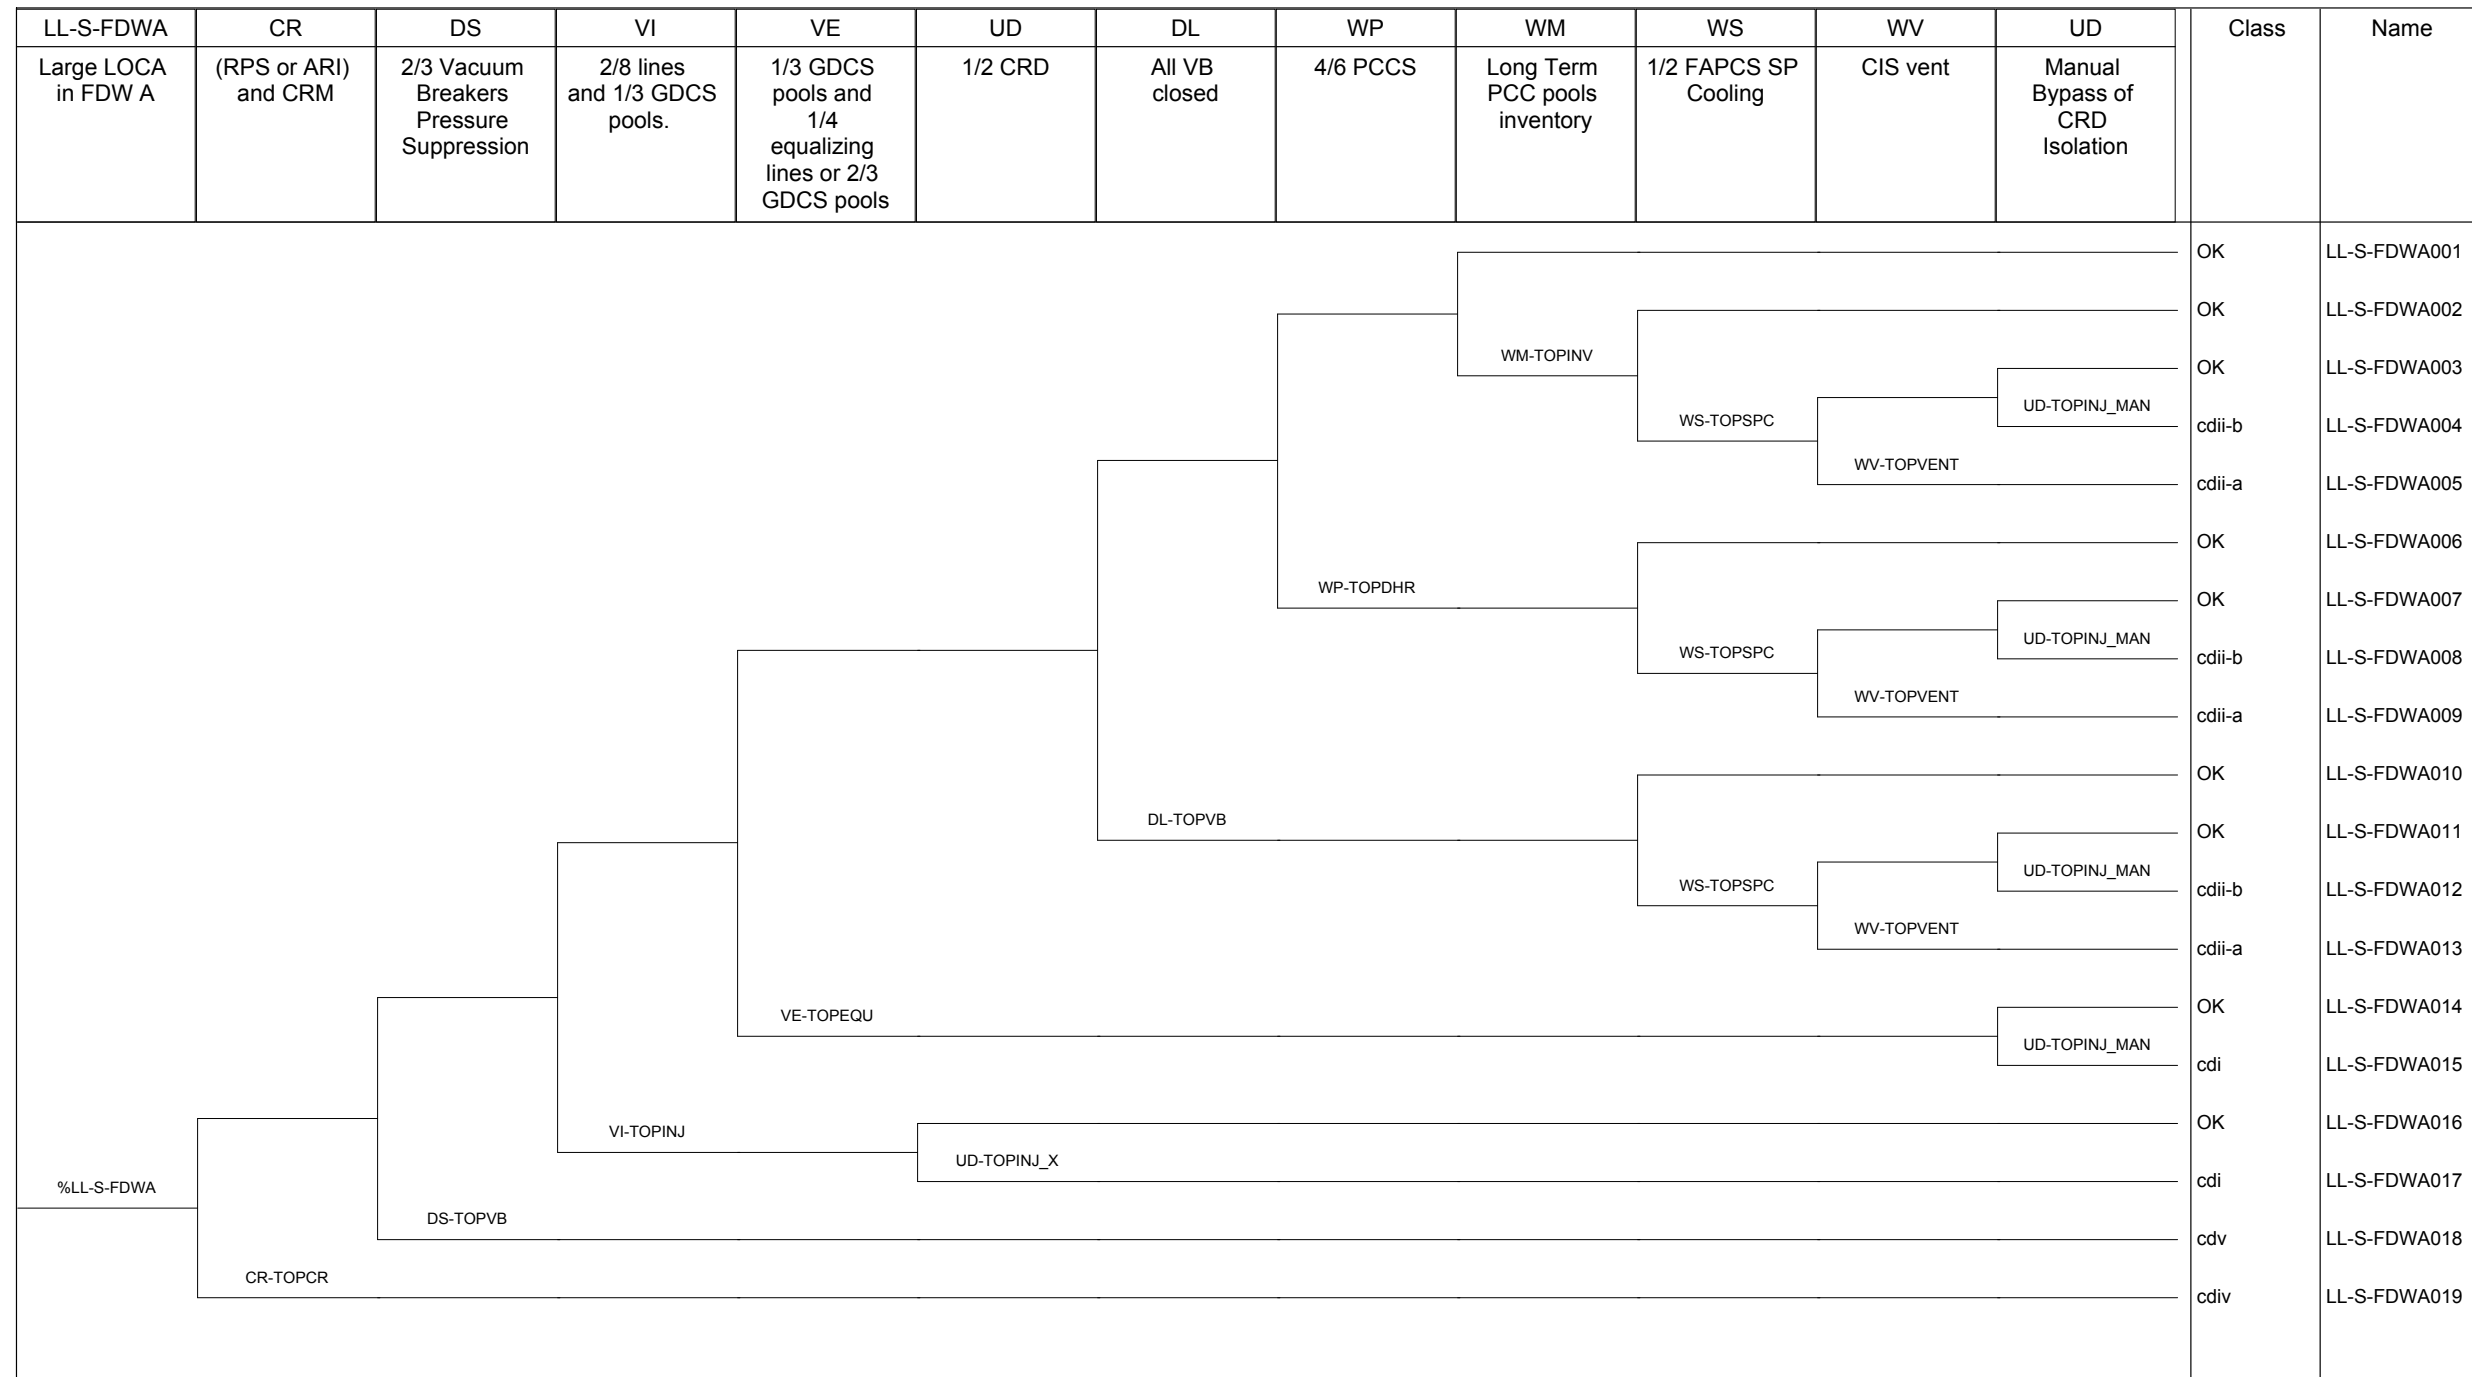 LL-S-FDWA CR DS VI VE UD DL WP WM WS WV UD Class Name
Large LOCA
in FDW A
(RPS or ARI)
and CRM
2/3 Vacuum
Breakers
Pressure
Suppression
2/8 lines
and 1/3 GDCS
pools.
1/3 GDCS
pools and
1/4
equalizing
lines or 2/3
GDCS pools
1/2 CRD
All VB
closed
4/6 PCCS
Long Term
PCC pools
inventory
1/2 FAPCS SP
Cooling
CIS vent
Manual
Bypass of
CRD
Isolation
OK LL-S-FDWA001
OK LL-S-FDWA002
WM-TOPINV
OK LL-S-FDWA003
UD-TOPINJ_MAN
WS-TOPSPC
cdii-b LL-S-FDWA004
WV-TOPVENT
cdii-a LL-S-FDWA005
OK LL-S-FDWA006
WP-TOPDHR
OK LL-S-FDWA007
UD-TOPINJ_MAN
WS-TOPSPC
cdii-b LL-S-FDWA008
WV-TOPVENT
cdii-a LL-S-FDWA009
OK LL-S-FDWA010
DL-TOPVB
OK LL-S-FDWA011
UD-TOPINJ_MAN
WS-TOPSPC
cdii-b LL-S-FDWA012
WV-TOPVENT
cdii-a LL-S-FDWA013
OK LL-S-FDWA014
VE-TOPEQU
UD-TOPINJ_MAN
cdi LL-S-FDWA015
OK LL-S-FDWA016
VI-TOPINJ
UD-TOPINJ_X
cdi LL-S-FDWA017
%LL-S-FDWA
DS-TOPVB
cdv LL-S-FDWA018
CR-TOPCR
cdiv LL-S-FDWA019